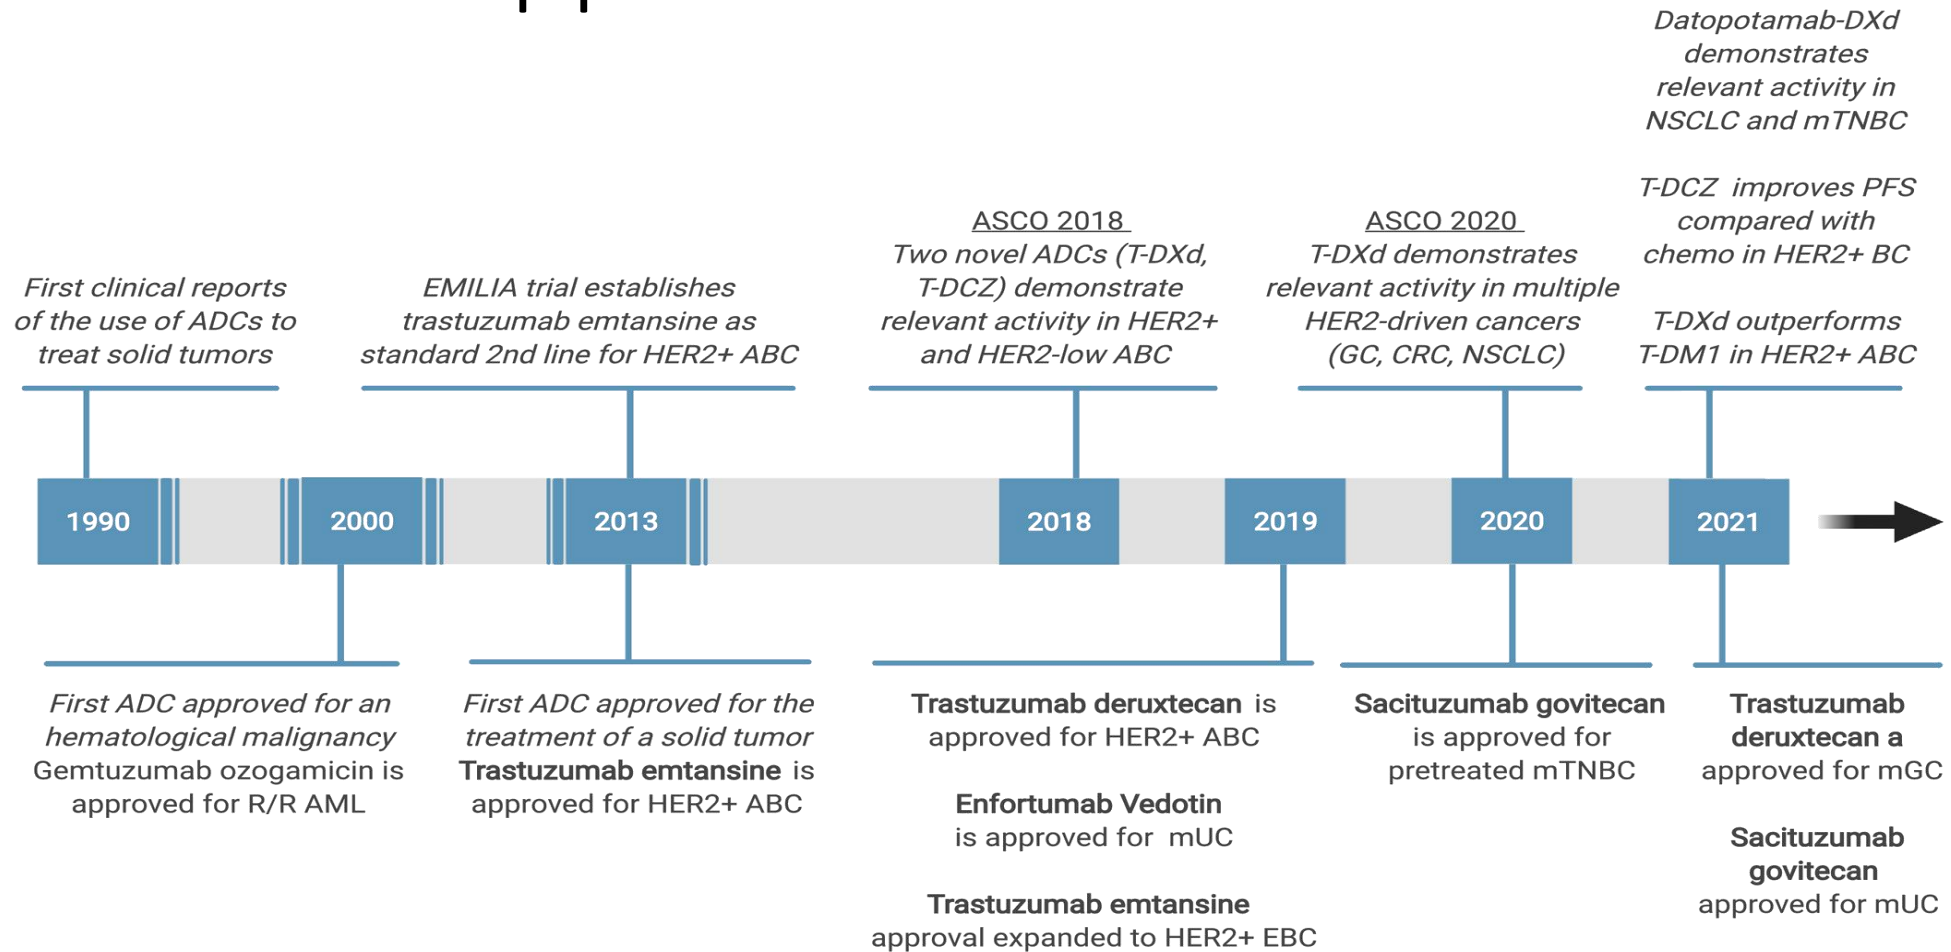 Datopotamab-DXd
demonstrates
relevant activity in
NSCLC and mTNBC
T-DCZ improves PFS
compared with
chemo in HER2+ BC
T-DXd outperforms
T-DM1 in HER2+ ABC
ASCO 2018
Two novel ADCs (T-DXd,
T-DCZ) demonstrate
relevant activity in HER2+
and HER2-low ABC
ASCO 2020
T-DXd demonstrates
relevant activity in multiple
HER2-driven cancers
(GC, CRC, NSCLC)
First clinical reports
of the use of ADCs to
treat solid tumors
EMILIA trial establishes
trastuzumab emtansine as
standard 2nd line for HER2+ ABC
1990
2000
2013
2018
2019
2020
2021
First ADC approved for an
hematological malignancy
Gemtuzumab ozogamicin is
approved for R/R AML
First ADC approved for the
treatment of a solid tumor
Trastuzumab emtansine is
approved for HER2+ ABC
Trastuzumab deruxtecan is
approved for HER2+ ABC
Enfortumab Vedotin
is approved for mUC
Trastuzumab emtansine
approval expanded to HER2+ EBC
Sacituzumab govitecan
is approved for
pretreated mTNBC
Trastuzumab
deruxtecan a
approved for mGC
Sacituzumab
govitecan
approved for mUC